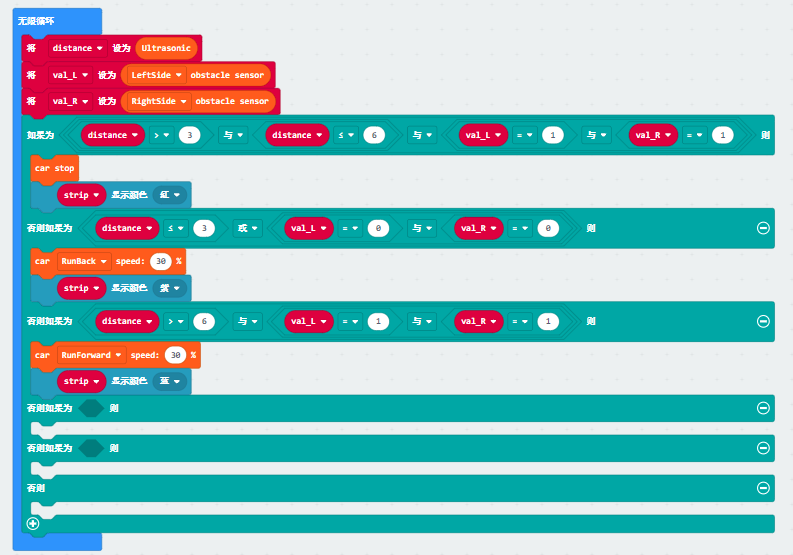 无限循环
将 distance 设为 Ultrasonic
将 val_L 设为 LeftSide obstacle sensor
将 val_R 设为 RightSide obstacle sensor
如果为 distance > 3 与 distance ≤ 6 与 val_L = 1 与 val_R = 1 则
car stop
strip 显示颜色 红
否则如果为 distance ≤ 3 或 val_L = 0 与 val_R = 0 则
car RunBack speed: 30 %
strip 显示颜色 紫
否则如果为 distance > 6 与 val_L = 1 与 val_R = 1 则
car RunForward speed: 30 %
strip 显示颜色 蓝
否则如果为 则
否则如果为 则
否则